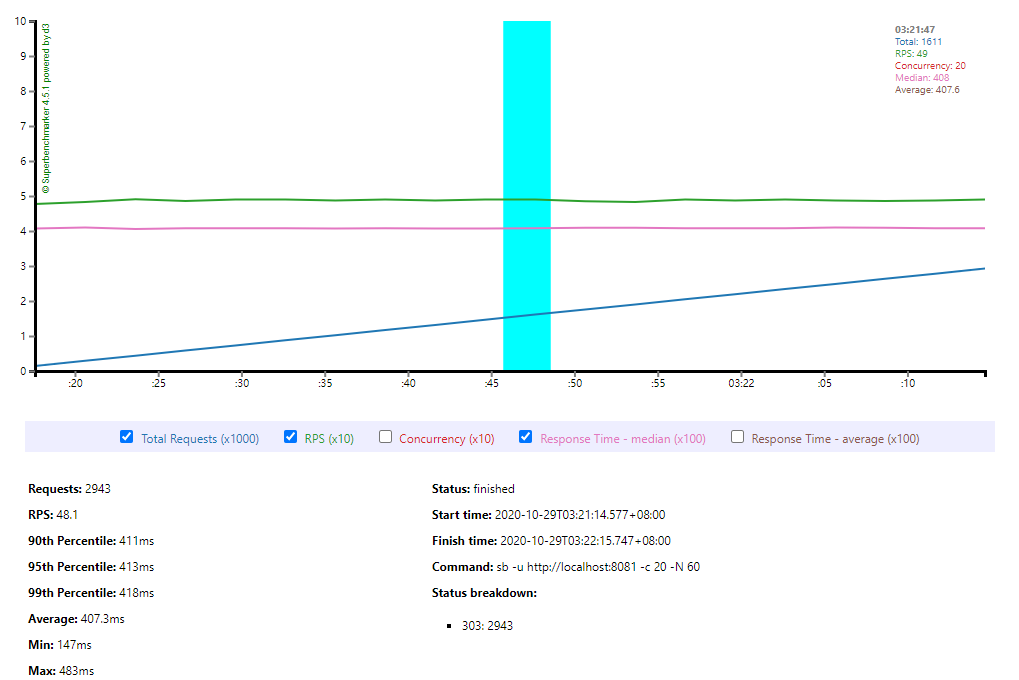 10
9
8
7
6
5
4
3
2
1
0
© Superbenchmarker 4.5.1 powered by d3
03:21:47
Total: 1611
RPS: 49
Concurrency: 20
Median: 408
Average: 407.6
:20 :25 :30 :35 :40 :45 :50 :55 03:22 :05 :10
Total Requests (x1000) RPS (x10) Concurrency (x10) Response Time - median (x100) Response Time - average (x100)
Requests: 2943
RPS: 48.1
90th Percentile: 411ms
95th Percentile: 413ms
99th Percentile: 418ms
Average: 407.3ms
Min: 147ms
Max: 483ms
Status: finished
Start time: 2020-10-29T03:21:14.577+08:00
Finish time: 2020-10-29T03:22:15.747+08:00
Command: sb -u http://localhost:8081 -c 20 -N 60
Status breakdown:
303: 2943